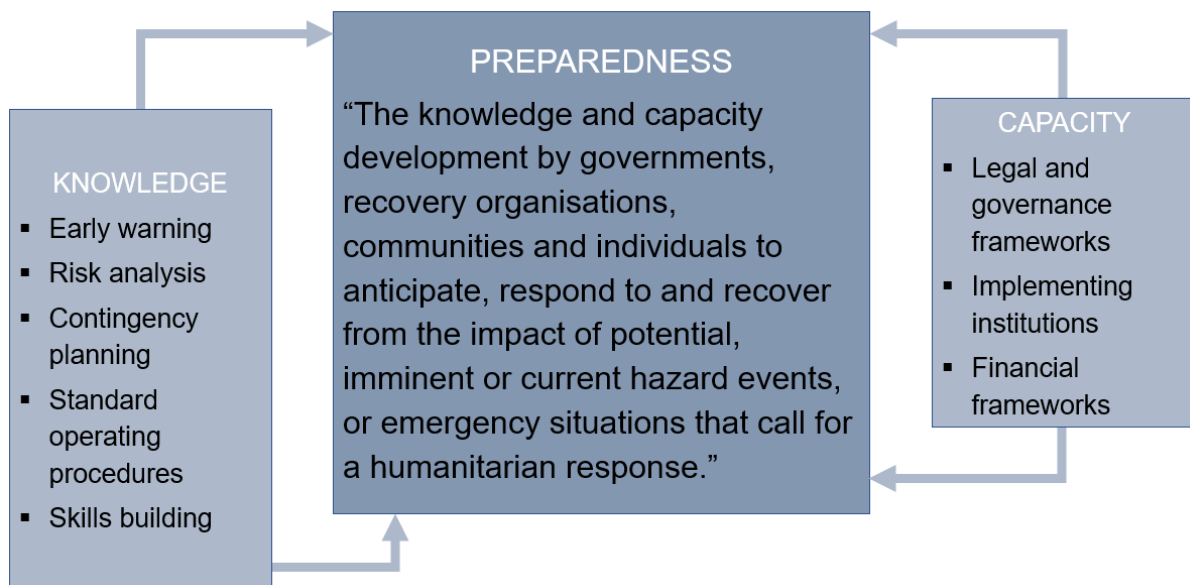 KNOWLEDGE
▪ Early warning
▪ Risk analysis
▪ Contingency
planning
▪ Standard
operating
procedures
▪ Skills building
PREPAREDNESS
“The knowledge and capacity
development by governments,
recovery organisations,
communities and individuals to
anticipate, respond to and recover
from the impact of potential,
imminent or current hazard events,
or emergency situations that call for
a humanitarian response.”
CAPACITY
▪ Legal and
governance
frameworks
▪ Implementing
institutions
▪ Financial
frameworks